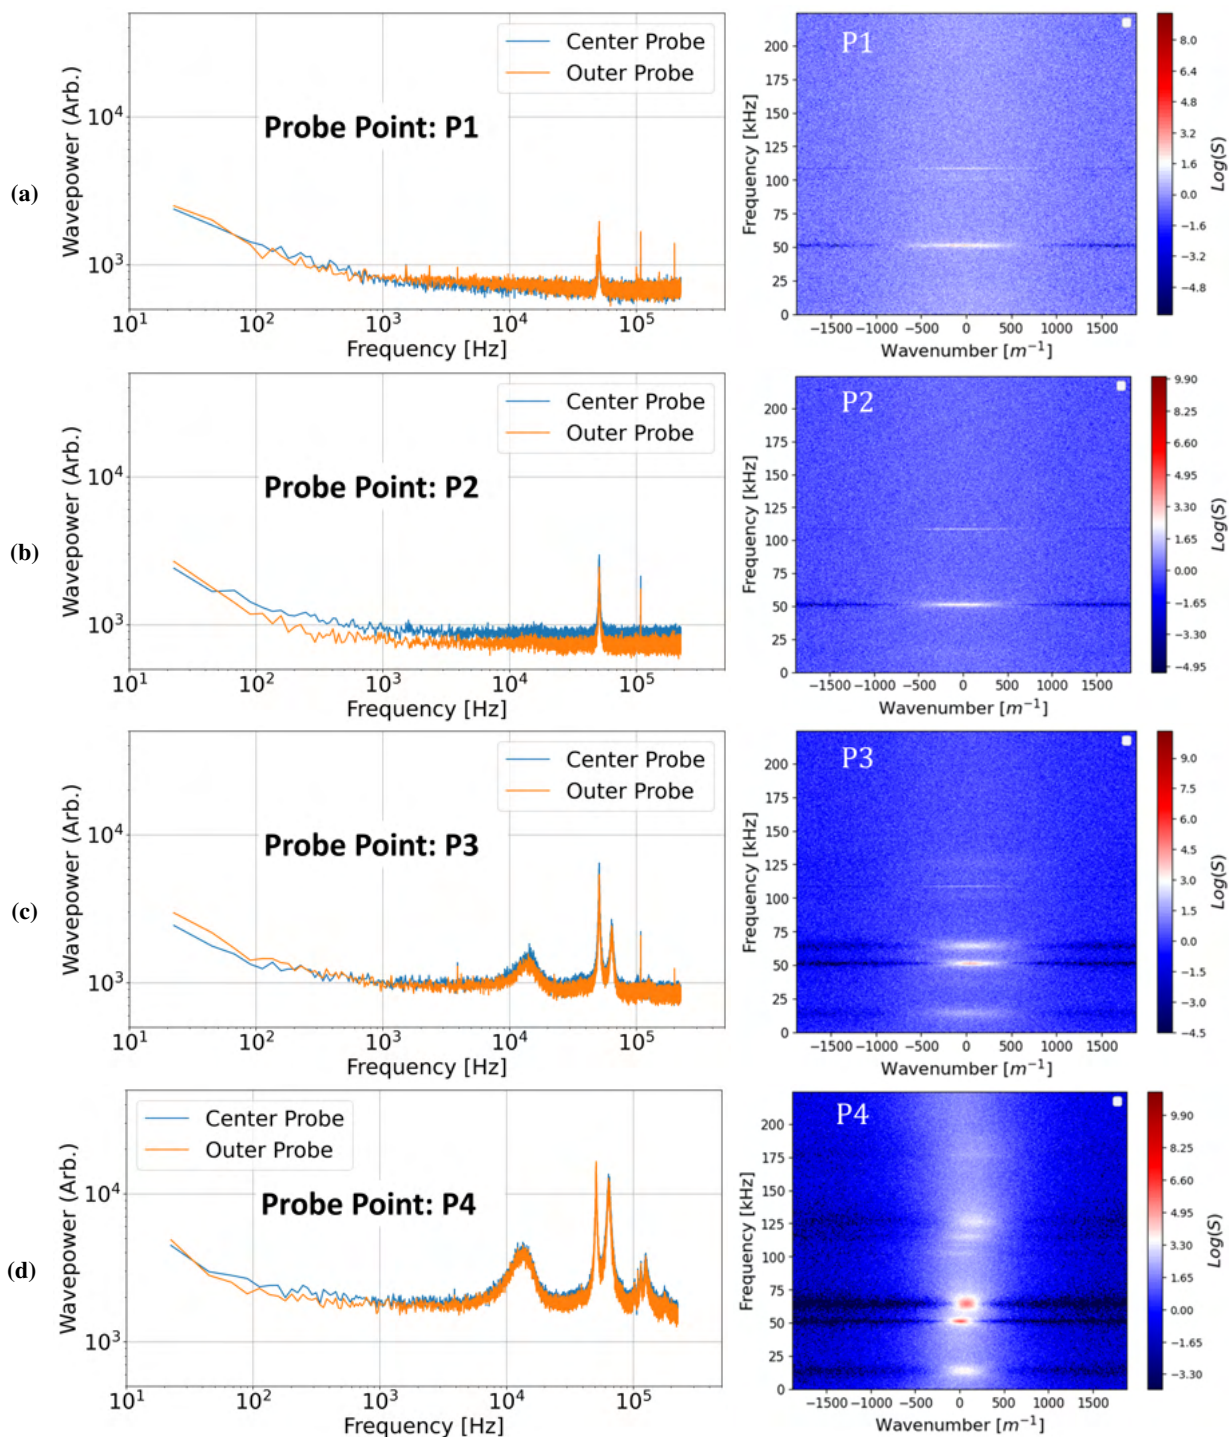 (a)
Wavepower (Arb.)
10^4
10^3
Center Probe
Outer Probe
Probe Point: P1
10^1 10^2 10^3 10^4 10^5
Frequency [Hz]
P1
Frequency [kHz]
200
175
150
125
100
75
50
25
0
−1500 −1000 −500 0 500 1000 1500
Wavenumber [m^−1]
8.0
6.4
4.8
3.2
1.6
0.0
−1.6
−3.2
−4.8
Log(S)
(b)
Wavepower (Arb.)
10^4
10^3
Center Probe
Outer Probe
Probe Point: P2
10^1 10^2 10^3 10^4 10^5
Frequency [Hz]
P2
Frequency [kHz]
200
175
150
125
100
75
50
25
0
−1500 −1000 −500 0 500 1000 1500
Wavenumber [m^−1]
9.90
8.25
6.60
4.95
3.30
1.65
0.00
−1.65
−3.30
−4.95
Log(S)
(c)
Wavepower (Arb.)
10^4
10^3
Center Probe
Outer Probe
Probe Point: P3
10^1 10^2 10^3 10^4 10^5
Frequency [Hz]
P3
Frequency [kHz]
200
175
150
125
100
75
50
25
0
−1500 −1000 −500 0 500 1000 1500
Wavenumber [m^−1]
9.0
7.5
6.0
4.5
3.0
1.5
0.0
−1.5
−3.0
−4.5
Log(S)
(d)
Wavepower (Arb.)
10^4
10^3
Center Probe
Outer Probe
Probe Point: P4
10^1 10^2 10^3 10^4 10^5
Frequency [Hz]
P4
Frequency [kHz]
200
175
150
125
100
75
50
25
0
−1500 −1000 −500 0 500 1000 1500
Wavenumber [m^−1]
9.90
8.25
6.60
4.95
3.30
1.65
0.00
−1.65
−3.30
Log(S)